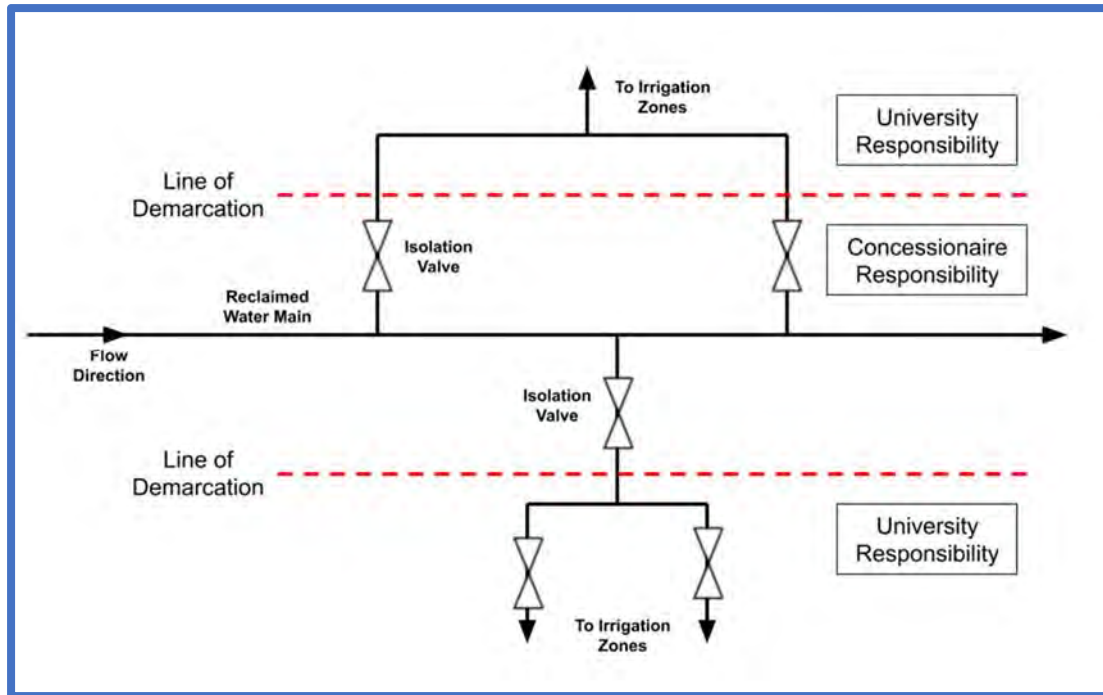 To Irrigation
Zones
University
Responsibility
Line of
Demarcation
Isolation
Valve
Concessionaire
Responsibility
Reclaimed
Water Main
Flow
Direction
Isolation
Valve
Line of
Demarcation
University
Responsibility
To Irrigation
Zones